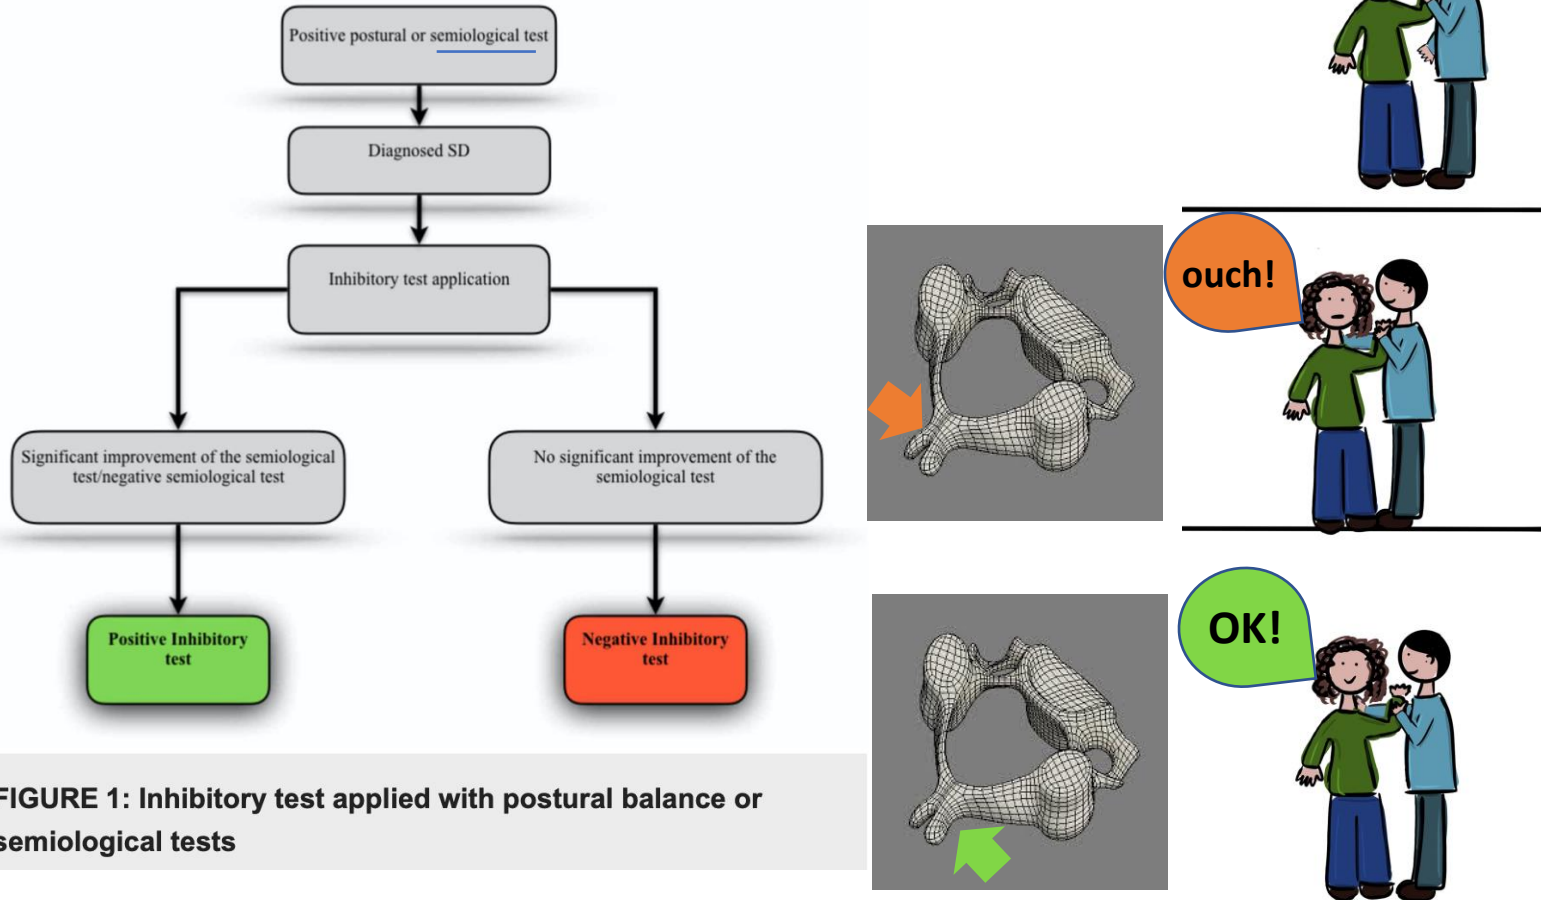 Positive postural or semiological test
Diagnosed SD
Inhibitory test application
Significant improvement of the semiological
test/negative semiological test
No significant improvement of the
semiological test
Positive Inhibitory
test
Negative Inhibitory
test
FIGURE 1: Inhibitory test applied with postural balance or
semiological tests
ouch!
OK!